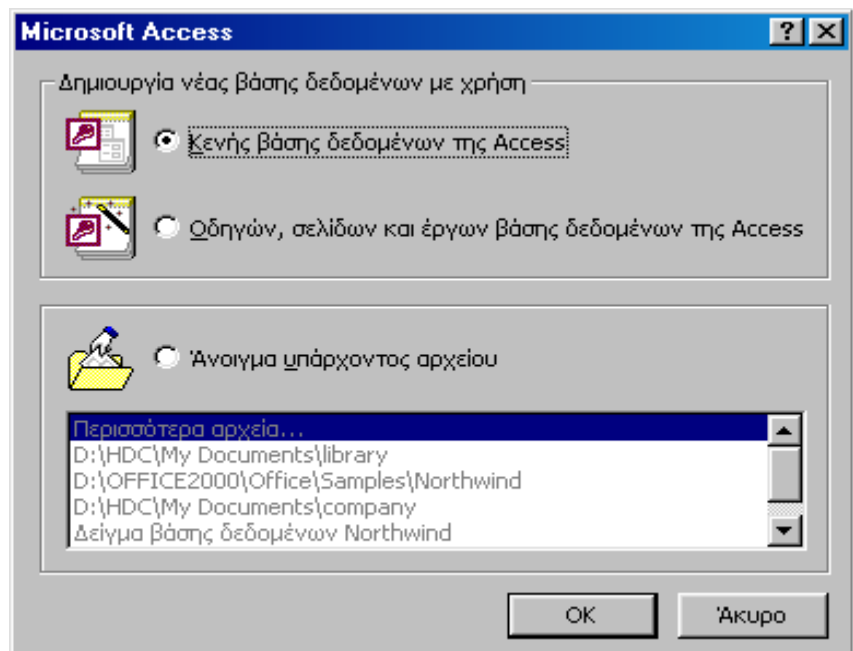 Microsoft Access
Δημιουργία νέας βάσης δεδομένων με χρήση
Κενής βάσης δεδομένων της Access
Οδηγών, σελίδων και έργων βάσης δεδομένων της Access
Άνοιγμα υπάρχοντος αρχείου
Περισσότερα αρχεία...
D:\HDC\My Documents\library
D:\OFFICE2000\Office\Samples\Northwind
D:\HDC\My Documents\company
Δείγμα βάσης δεδομένων Northwind
OK
Άκυρο